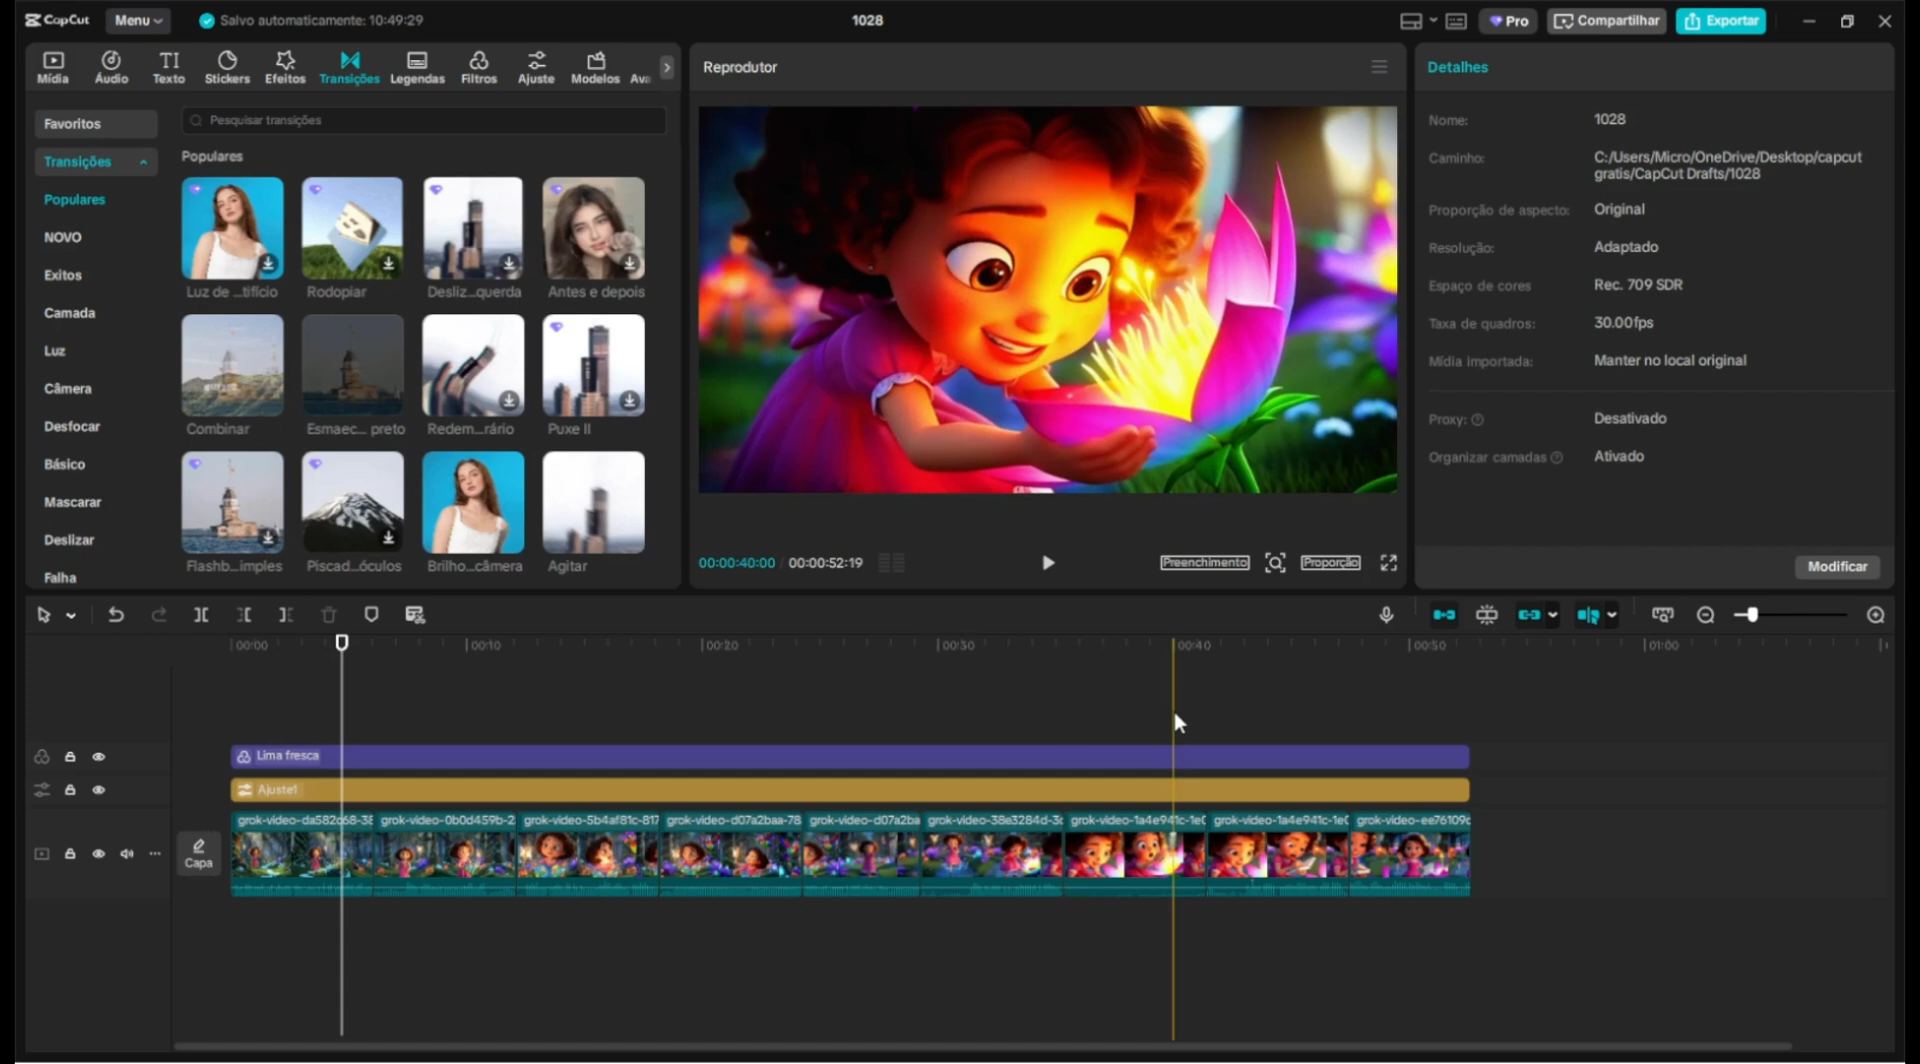 CapCut
Menu
Salvo automaticamente: 10:49:29
1028
Pro
Compartilhar
Exportar
Mídia
Áudio
Texto
Stickers
Efeitos
Transições
Legendas
Filtros
Ajuste
Modelos
Ava
Reprodutor
Detalhes
Favoritos
Pesquisar transições
Transições
Populares
Populares
NOVO
Exitos
Camada
Luz
Câmera
Desfocar
Básico
Mascarar
Deslizar
Falha
Luz de ...tifício
Rodopiar
Desliz...querda
Antes e depois
Combinar
Esmaec... preto
Redem...rário
Puxe II
Flashb...imples
Piscad...óculos
Brilho...câmera
Agitar
00:00:40:00 / 00:00:52:19
Preenchimento
Proporção
Nome: 1028
Caminho: C:/Users/Micro/OneDrive/Desktop/capcut
gratis/CapCut Drafts/1028
Proporção de aspecto: Original
Resolução: Adaptado
Espaço de cores Rec. 709 SDR
Taxa de quadros: 30.00fps
Mídia importada: Manter no local original
Proxy: Desativado
Organizar camadas Ativado
Modificar
00:00
00:10
00:20
00:30
00:40
00:50
01:00
Lima fresca
Ajuste1
Capa
grok-video-da582c68-38
grok-video-0b0d459b-2
grok-video-5b4af81c-817
grok-video-d07a2baa-78
grok-video-d07a2ba
grok-video-38e3284d-3c
grok-video-1a4e941c-1e0
grok-video-1a4e941c-1e0
grok-video-ee76109c